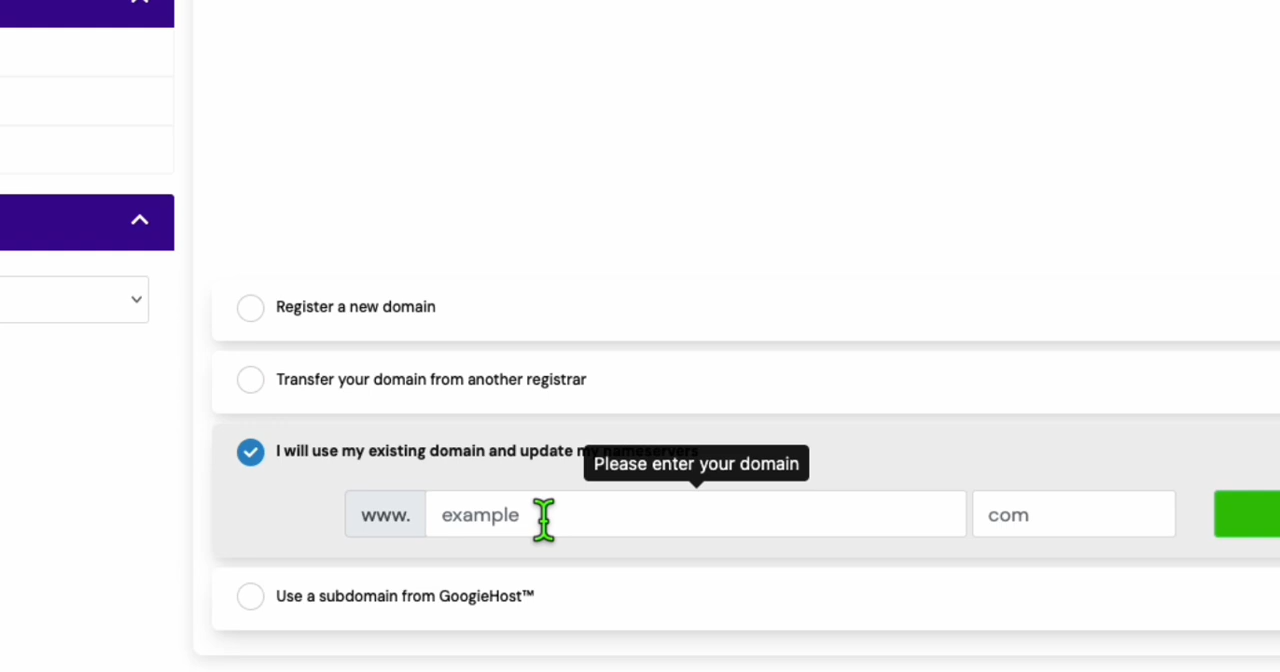 Register a new domain
Transfer your domain from another registrar
I will use my existing domain and update my nameservers
Please enter your domain
www. example com
Use a subdomain from GoogieHost™